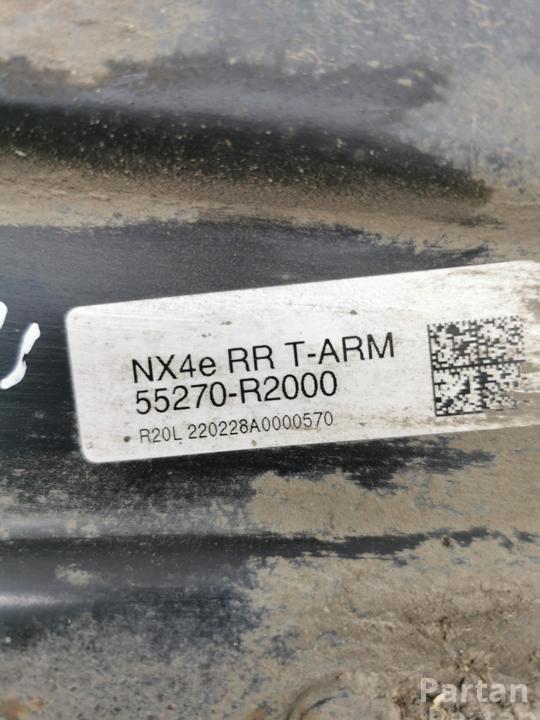 NX4e RR T-ARM
55270-R2000
R20L 220228A0000570
Partan